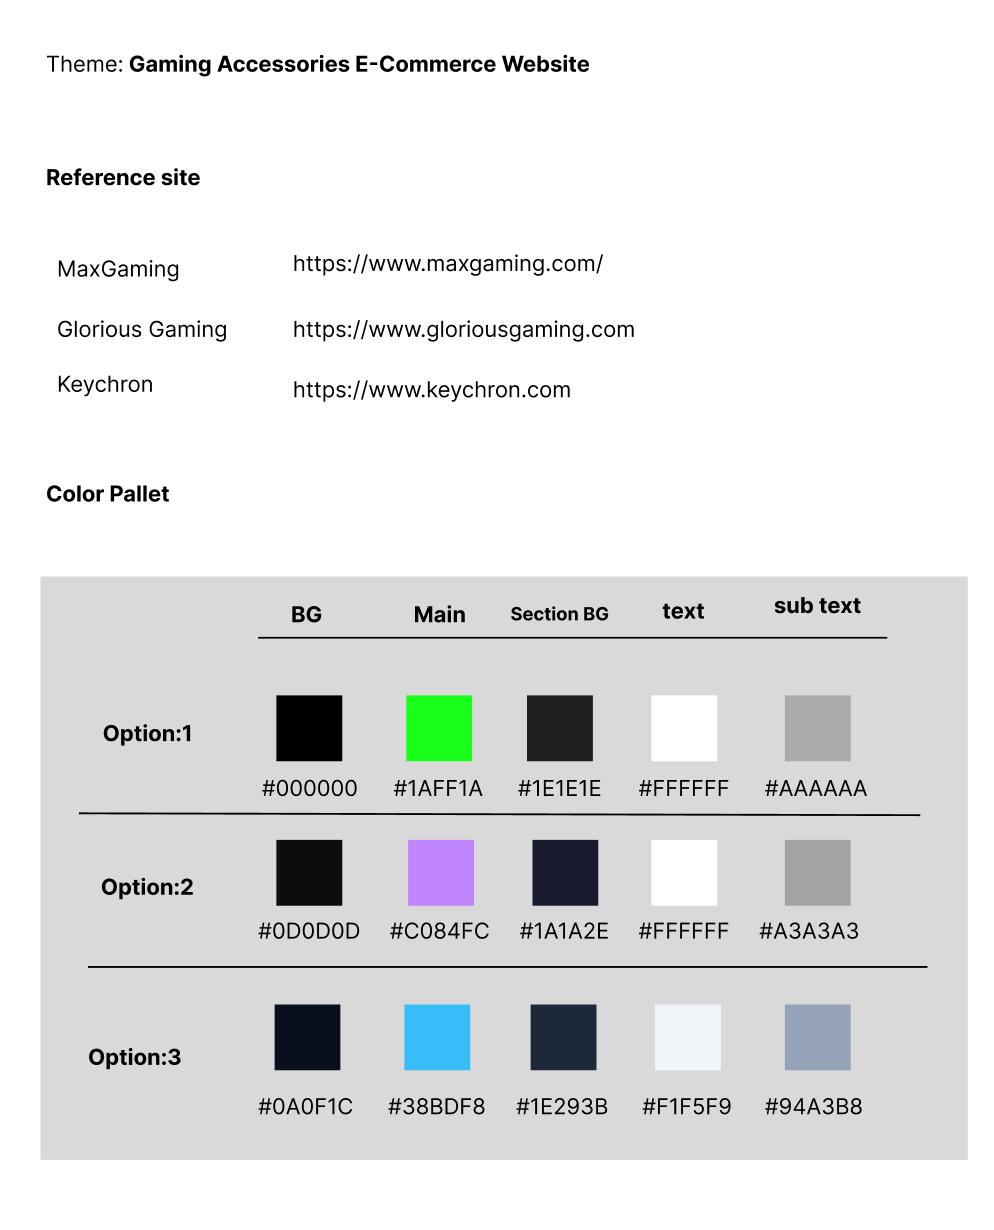 Theme: Gaming Accessories E-Commerce Website
Reference site
MaxGaming https://www.maxgaming.com/
Glorious Gaming https://www.gloriousgaming.com
Keychron https://www.keychron.com
Color Pallet
BG Main Section BG text sub text
Option:1
#000000 #1AFF1A #1E1E1E #FFFFFF #AAAAAA
Option:2
#0D0D0D #C084FC #1A1A2E #FFFFFF #A3A3A3
Option:3
#0A0F1C #38BDF8 #1E293B #F1F5F9 #94A3B8